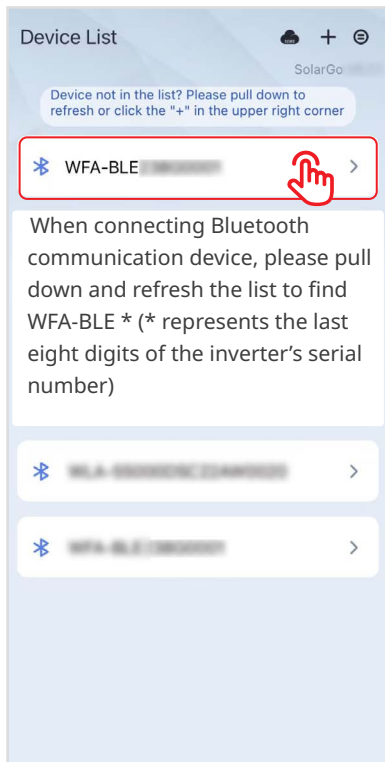 Device List
SolarGo
Device not in the list? Please pull down to
refresh or click the "+" in the upper right corner
WFA-BLE
When connecting Bluetooth
communication device, please pull
down and refresh the list to find
WFA-BLE * (* represents the last
eight digits of the inverter's serial
number)